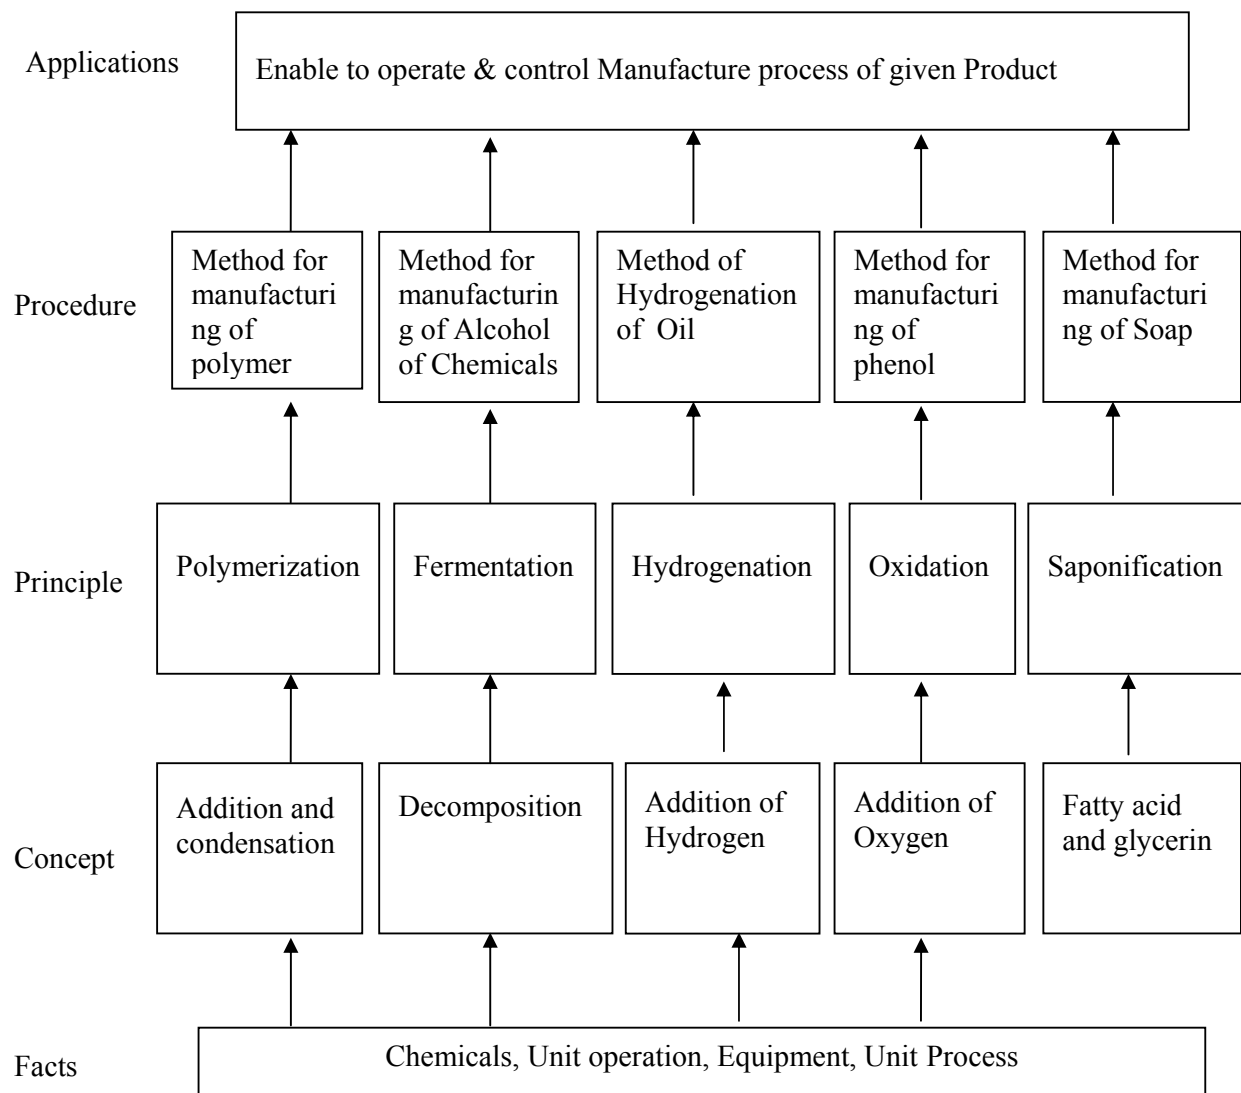 Applications
Enable to operate & control Manufacture process of given Product
Procedure
Method for
manufacturi
ng of
polymer
Method for
manufacturin
g of Alcohol
of Chemicals
Method of
Hydrogenation
of Oil
Method for
manufacturi
ng of
phenol
Method for
manufacturi
ng of Soap
Principle
Polymerization
Fermentation
Hydrogenation
Oxidation
Saponification
Concept
Addition and
condensation
Decomposition
Addition of
Hydrogen
Addition of
Oxygen
Fatty acid
and glycerin
Facts
Chemicals, Unit operation, Equipment, Unit Process